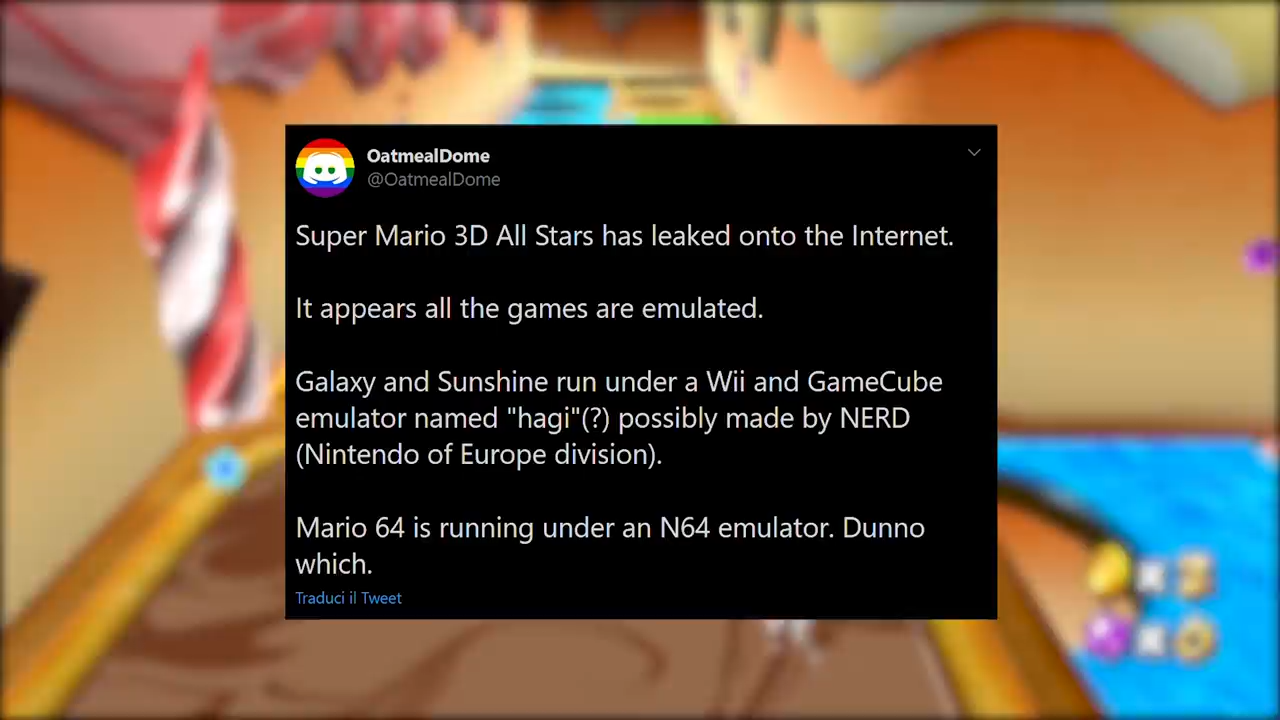 OatmealDome
@OatmealDome
Super Mario 3D All Stars has leaked onto the Internet.
It appears all the games are emulated.
Galaxy and Sunshine run under a Wii and GameCube
emulator named "hagi"(?) possibly made by NERD
(Nintendo of Europe division).
Mario 64 is running under an N64 emulator. Dunno
which.
Traduci il Tweet